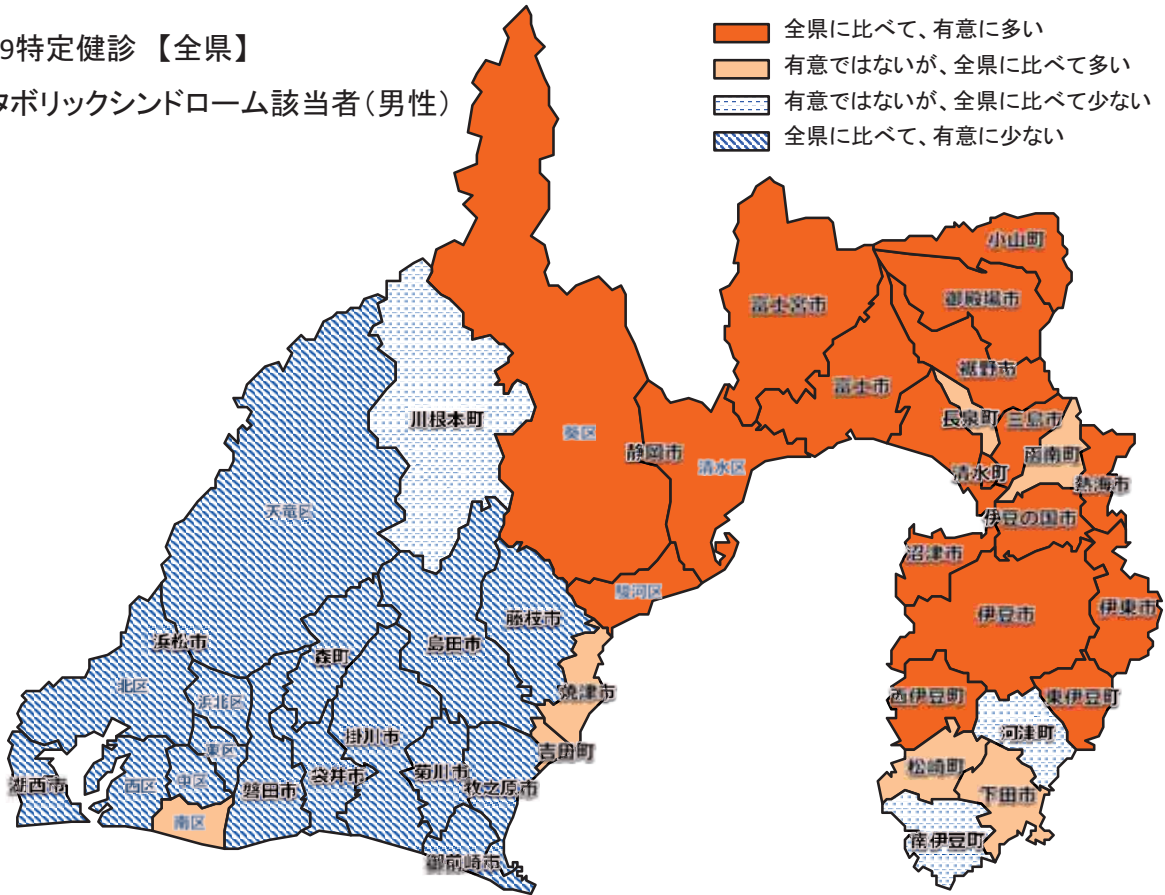 9特定健診 【全県】
タボリックシンドローム該当者(男性)
全県に比べて、有意に多い
有意ではないが、全県に比べて多い
有意ではないが、全県に比べて少ない
全県に比べて、有意に少ない
小山町
御殿場市
富士宮市
裾野市
富士市
長泉町
三島市
函南町
川根本町
葵区
静岡市
清水区
清水町
熱海市
伊豆の国市
天竜区
沼津市
駿河区
藤枝市
伊豆市
伊東市
浜松市
島田市
森町
北区
浜北区
焼津市
西伊豆町
東伊豆町
河津町
掛川市
東区
吉田町
湖西市
西区
中区
磐田市
袋井市
菊川市
牧之原市
松崎町
下田市
南区
南伊豆町
御前崎市